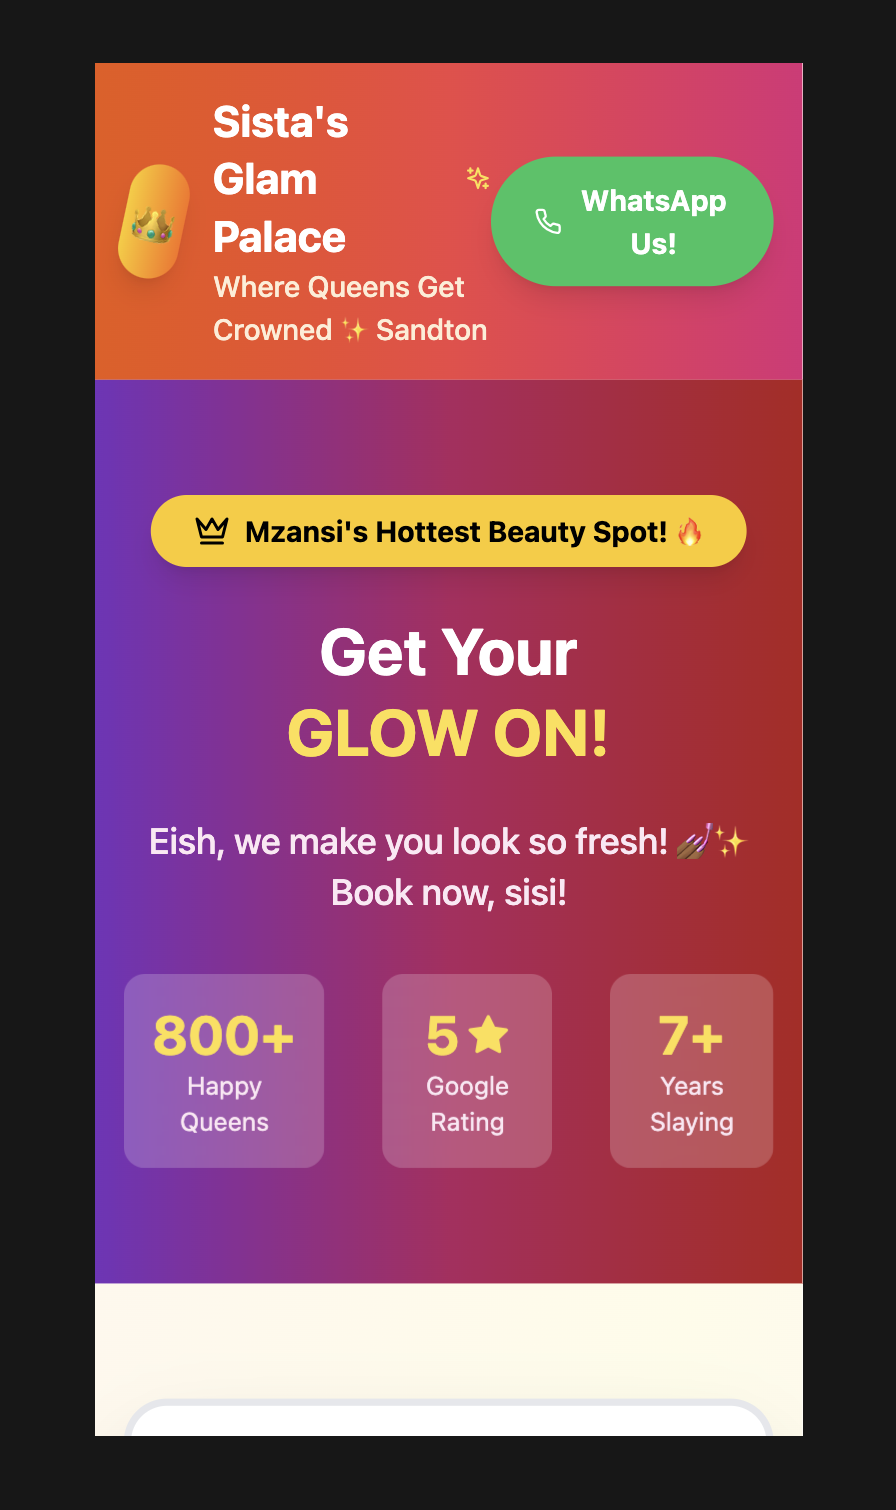 Sista's
Glam
Palace
Where Queens Get
Crowned ✨ Sandton
WhatsApp
Us!
Mzansi's Hottest Beauty Spot! 🔥
Get Your
GLOW ON!
Eish, we make you look so fresh! 💅🏾✨
Book now, sisi!
800+
Happy
Queens
5★
Google
Rating
7+
Years
Slaying